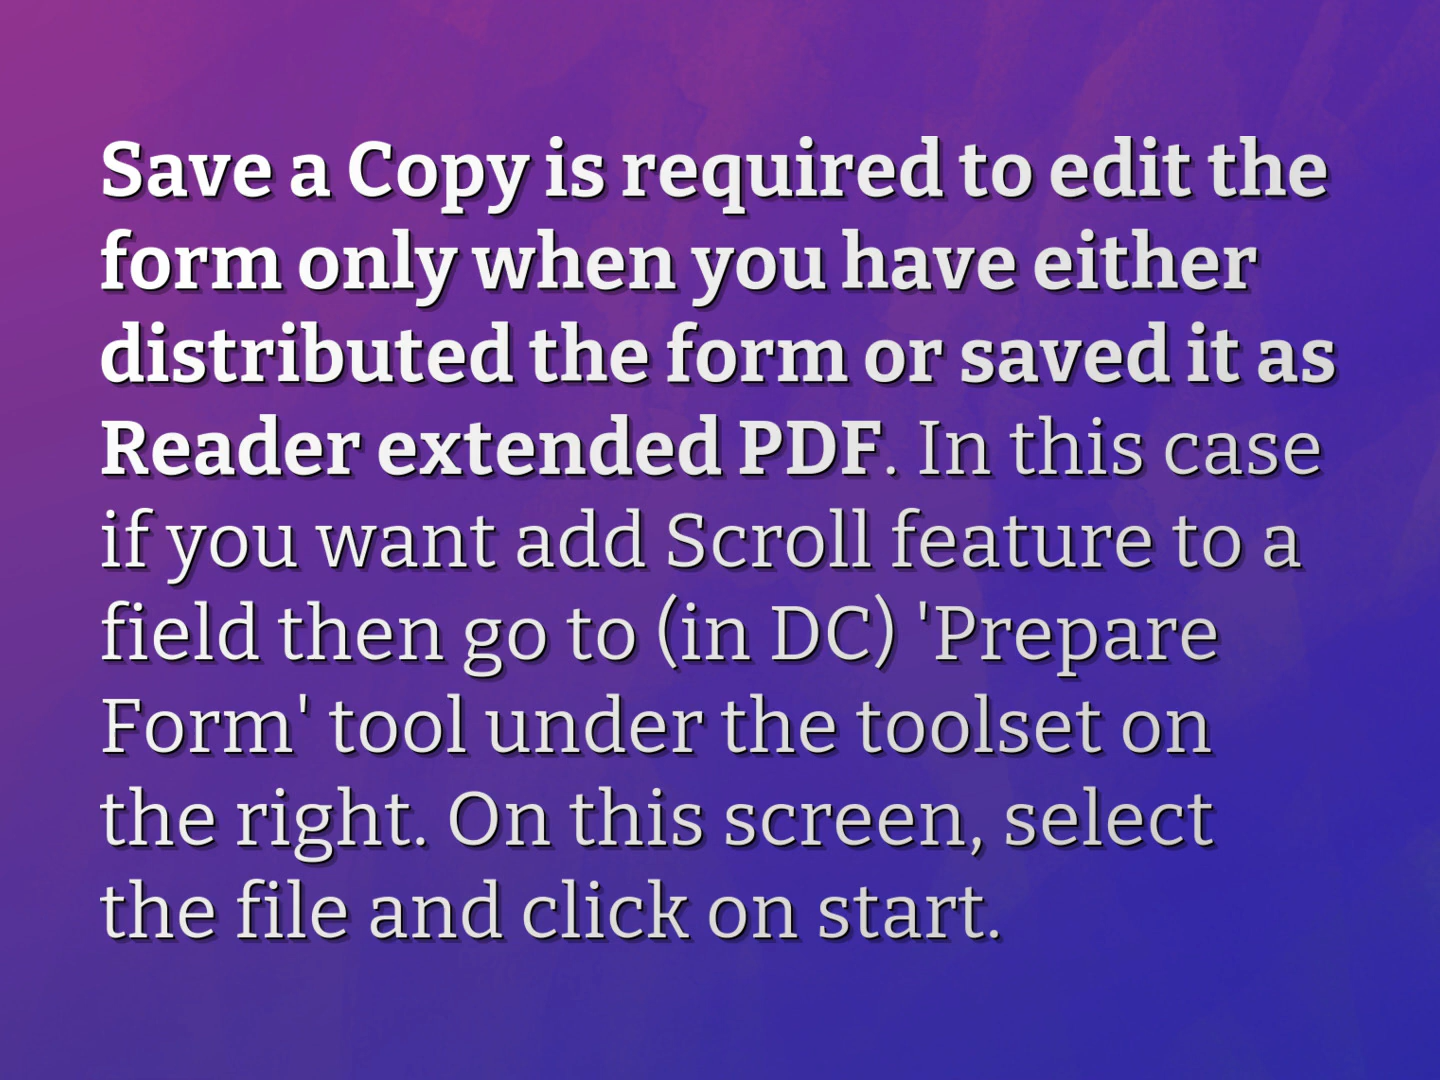 Save a Copy is required to edit the
form only when you have either
distributed the form or saved it as
Reader extended PDF. In this case
if you want add Scroll feature to a
field then go to (in DC) 'Prepare
Form' tool under the toolset on
the right. On this screen, select
the file and click on start.